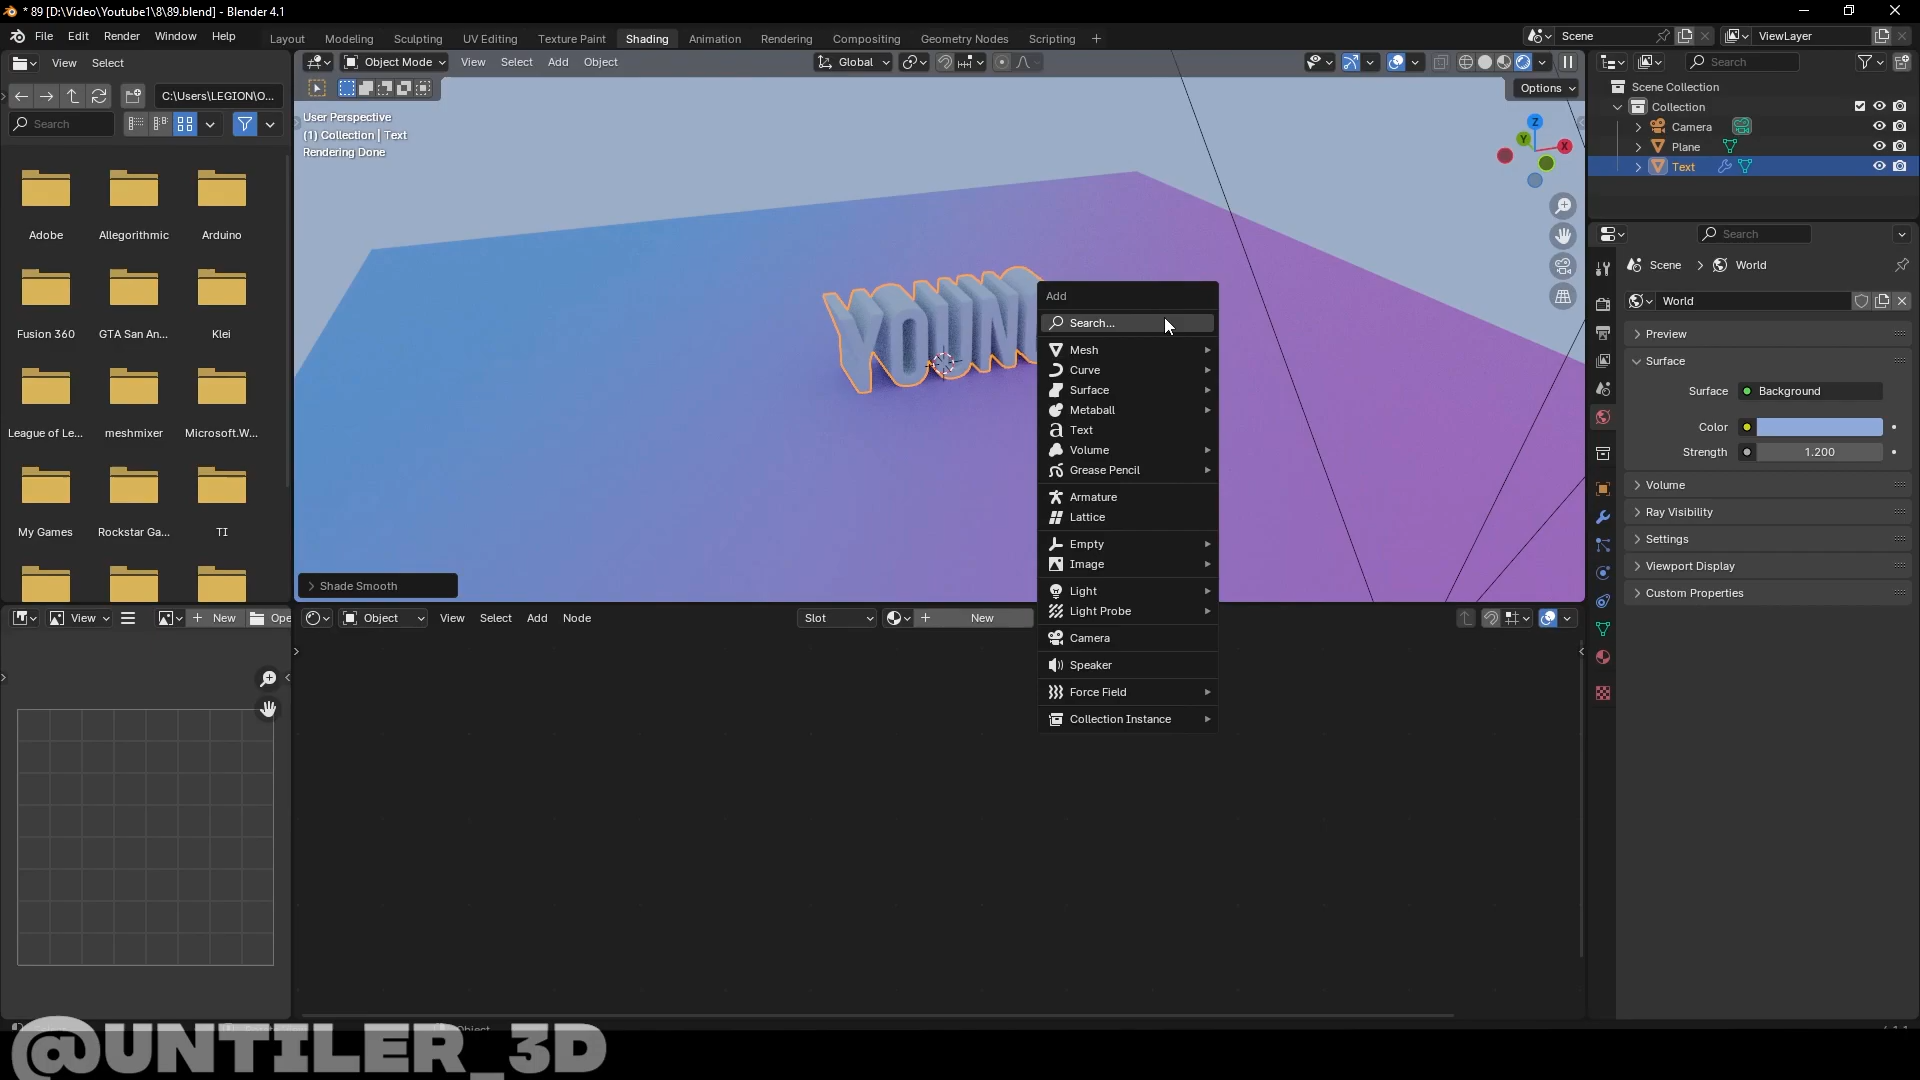 * 89 [D:\Video\Youtube1\8\89.blend] - Blender 4.1
File Edit Render Window Help
Layout Modeling Sculpting UV Editing Texture Paint Shading Animation Rendering Compositing Geometry Nodes Scripting +
Scene
ViewLayer
View Select
Object Mode View Select Add Object
Global
Search
C:\Users\LEGION\O...
Options
Search
User Perspective
(1) Collection | Text
Rendering Done
Z
Y
X
Scene Collection
Collection
Camera
Plane
Text
Adobe Allegorithmic Arduino
Fusion 360 GTA San An... Klei
League of Le... meshmixer Microsoft.W...
My Games Rockstar Ga... TI
YOUN
Add
Search...
Mesh
Curve
Surface
Metaball
Text
Volume
Grease Pencil
Armature
Lattice
Empty
Image
Light
Light Probe
Camera
Speaker
Force Field
Collection Instance
Search
Scene > World
World
Preview
Surface
Surface Background
Color
Strength 1.200
Volume
Ray Visibility
Settings
Viewport Display
Custom Properties
Shade Smooth
View + New Ope
Object View Select Add Node
Slot
+ New
Object
@UNTILER_3D